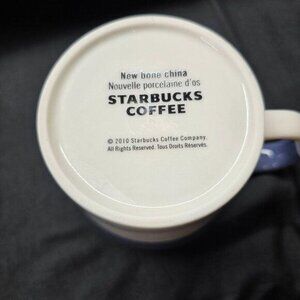 New bone china
Nouvelle porcelaine d'os
STARBUCKS
COFFEE
© 2010 Starbucks Coffee Company.
All Rights Reserved. Tous Droits Réservés.